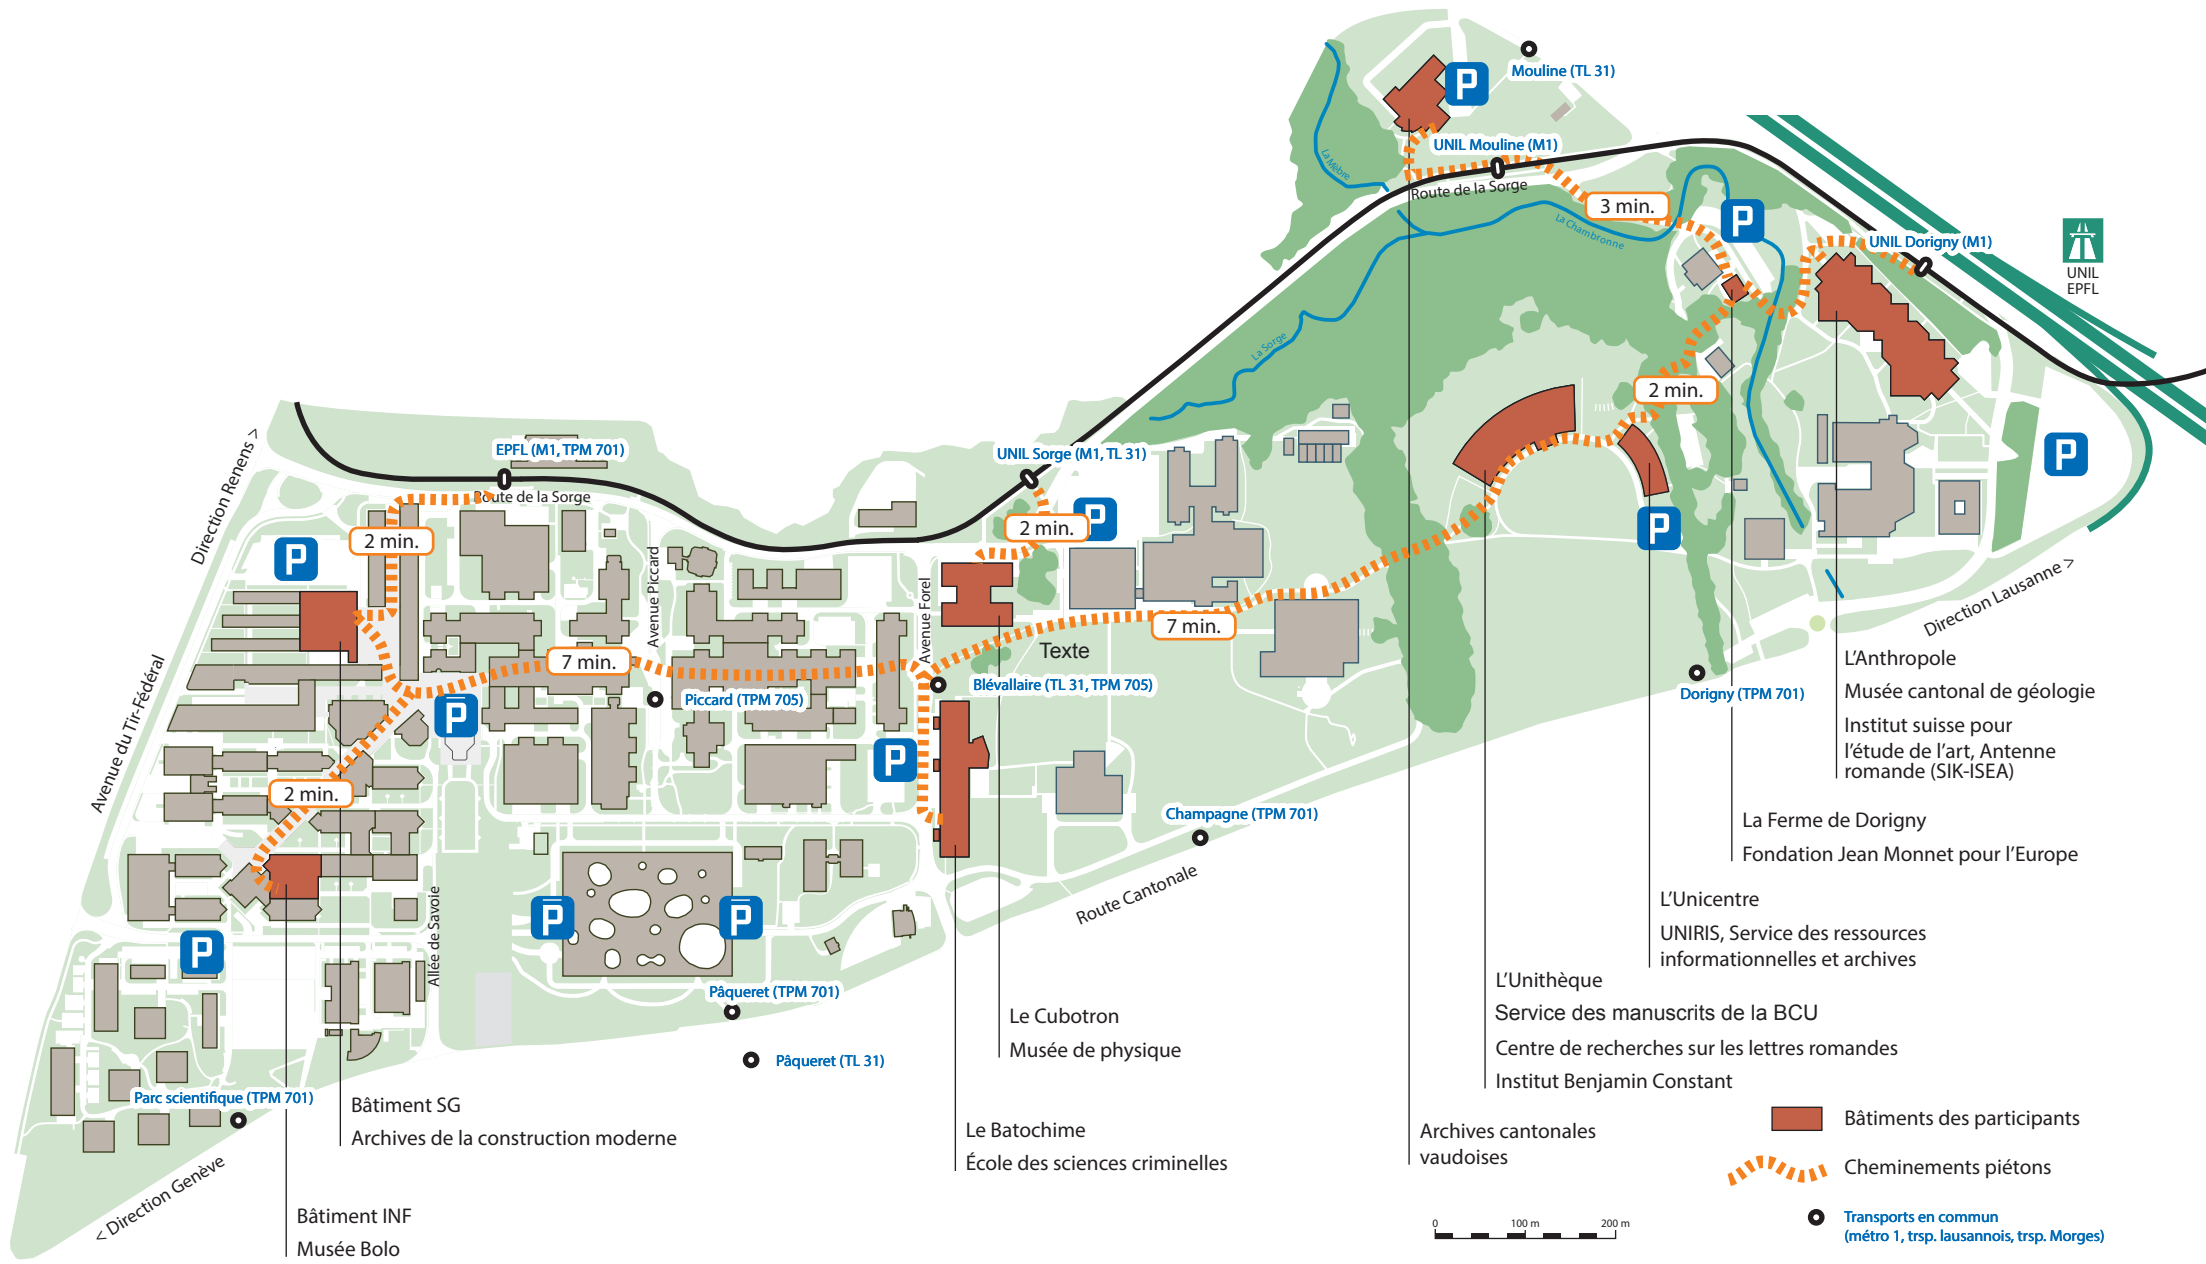 Mouline (TL 31)
P
La Mèbre
UNIL Mouline (M1)
Route de la Sorge
3 min.
La Chambronne
P
UNIL Dorigny (M1)
UNIL
EPFL
La Sorge
2 min.
Direction Renens >
EPFL (M1, TPM 701)
Route de la Sorge
UNIL Sorge (M1, TL 31)
P
2 min.
P
P
2 min.
P
Avenue Piccard
Avenue Forel
Direction Lausanne >
7 min.
Texte
7 min.
Piccard (TPM 705)
Blévallaire (TL 31, TPM 705)
Dorigny (TPM 701)
P
P
Avenue du Tir-Fédéral
2 min.
Champagne (TPM 701)
Route Cantonale
Allée de Savoie
P
P
P
Pâqueret (TPM 701)
Pâqueret (TL 31)
Parc scientifique (TPM 701)
< Direction Genève
L'Anthropole
Musée cantonal de géologie
Institut suisse pour
l'étude de l'art, Antenne
romande (SIK-ISEA)
La Ferme de Dorigny
Fondation Jean Monnet pour l'Europe
L'Unicentre
UNIRIS, Service des ressources
informationnelles et archives
L'Unithèque
Service des manuscrits de la BCU
Centre de recherches sur les lettres romandes
Institut Benjamin Constant
Le Cubotron
Musée de physique
Bâtiment SG
Archives de la construction moderne
Le Batochime
École des sciences criminelles
Archives cantonales
vaudoises
Bâtiment INF
Musée Bolo
0 100 m 200 m
Bâtiments des participants
Cheminements piétons
Transports en commun
(métro 1, trsp. lausannois, trsp. Morges)